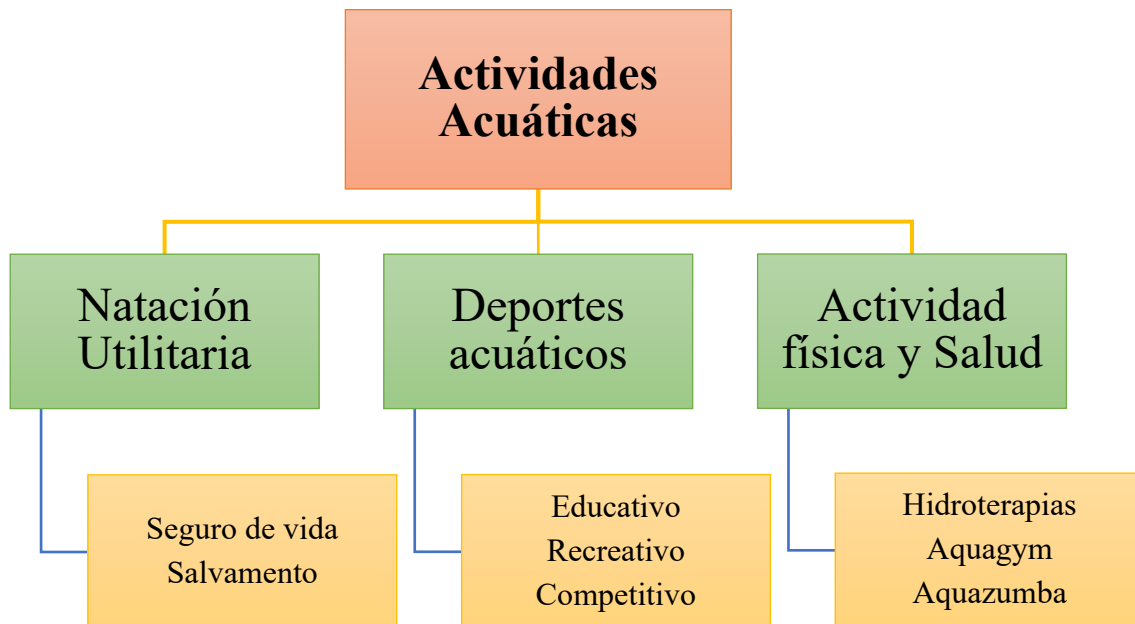 Actividades
Acuáticas
Natación
Utilitaria
Deportes
acuáticos
Actividad
física y Salud
Seguro de vida
Salvamento
Educativo
Recreativo
Competitivo
Hidroterapias
Aquagym
Aquazumba